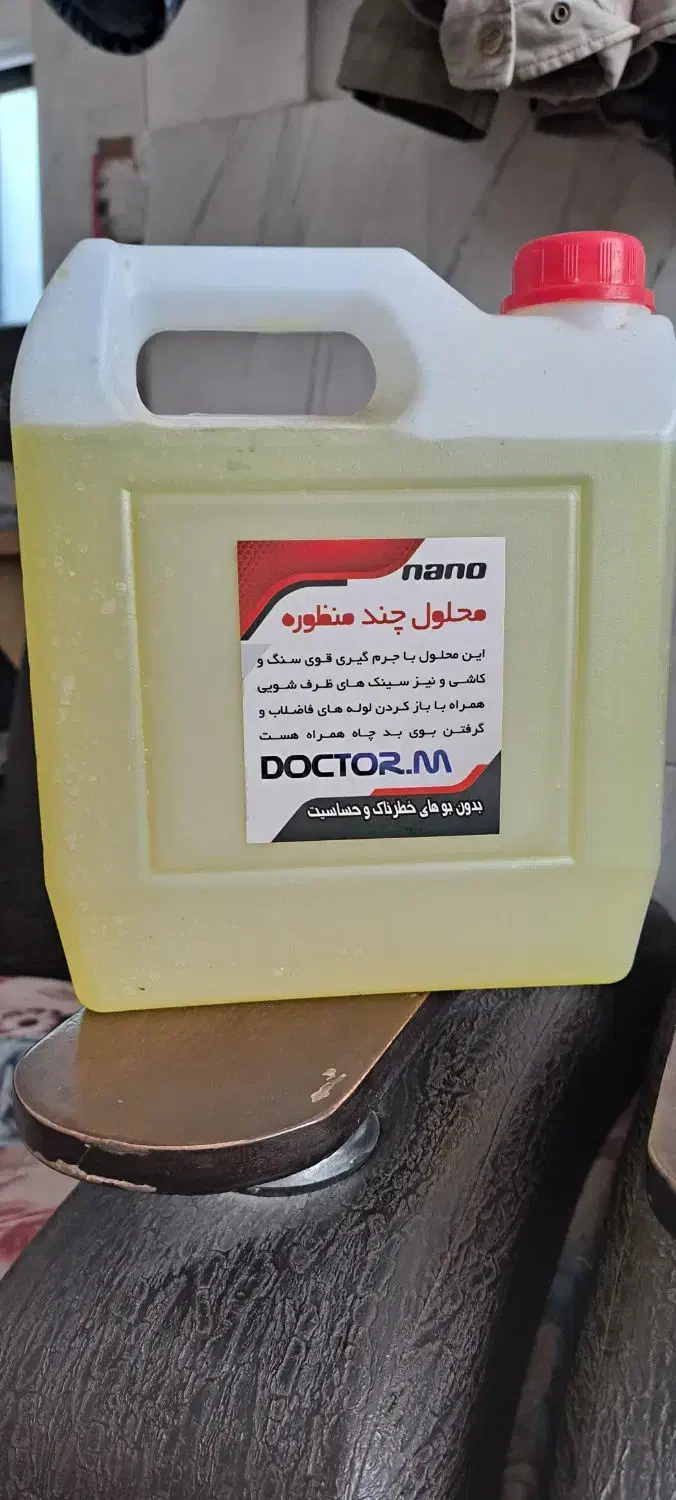 nano
محلول چند منظوره
این محلول با جرم گیری قوی سنگ و
کاشی و نیز سینک های ظرف شویی
همراه با باز کردن لوله های فاضلاب و
گرفتن بوی بد چاه همراه هست
DOCTOR.M
بدون بو های خطرناک و حساسیت